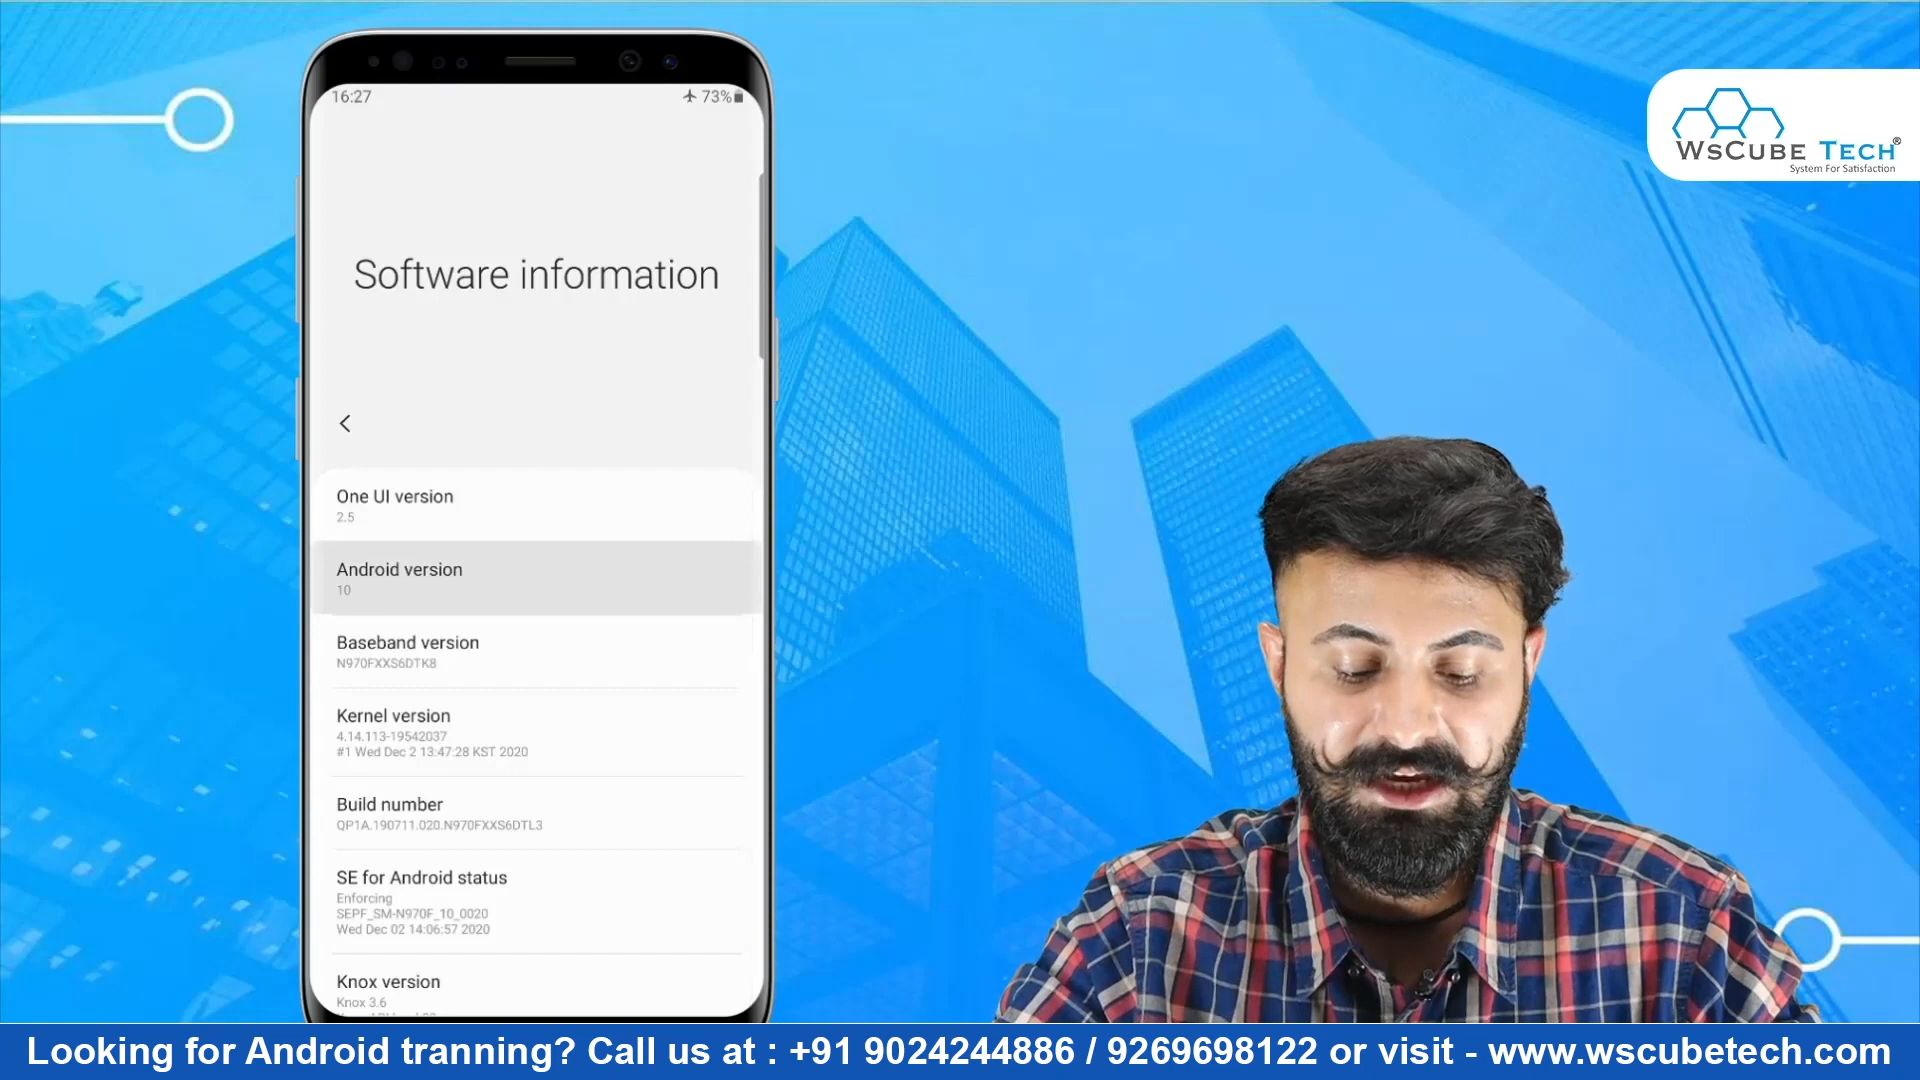 16:27
73%
WSCUBE TECH®
System For Satisfaction
Software information
One UI version
2.5
Android version
10
Baseband version
N970FXXS6DTK8
Kernel version
4.14.113-19542037
#1 Wed Dec 2 13:47:28 KST 2020
Build number
QP1A.190711.020.N970FXXS6DTL3
SE for Android status
Enforcing
SEPF_SM-N970F_10_0020
Wed Dec 02 14:06:57 2020
Knox version
Knox 3.6
Looking for Android tranning? Call us at : +91 9024244886 / 9269698122 or visit - www.wscubetech.com